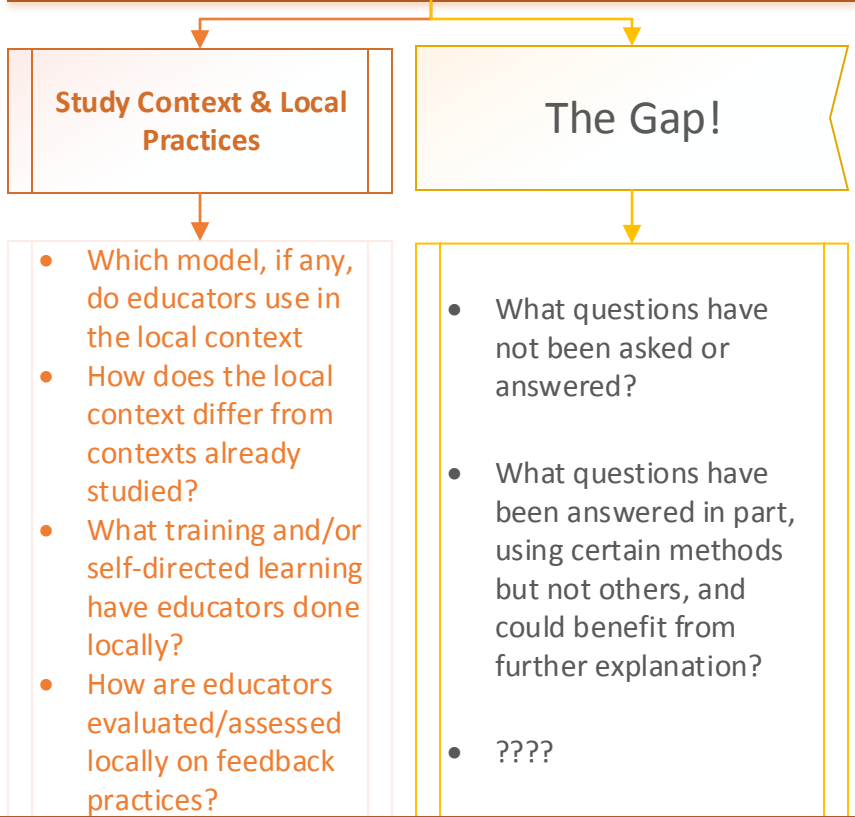 Study Context & Local
Practices
The Gap!
• Which model, if any,
do educators use in
the local context
• How does the local
context differ from
contexts already
studied?
• What training and/or
self-directed learning
have educators done
locally?
• How are educators
evaluated/assessed
locally on feedback
practices?
• What questions have
not been asked or
answered?
• What questions have
been answered in part,
using certain methods
but not others, and
could benefit from
further explanation?
• ????